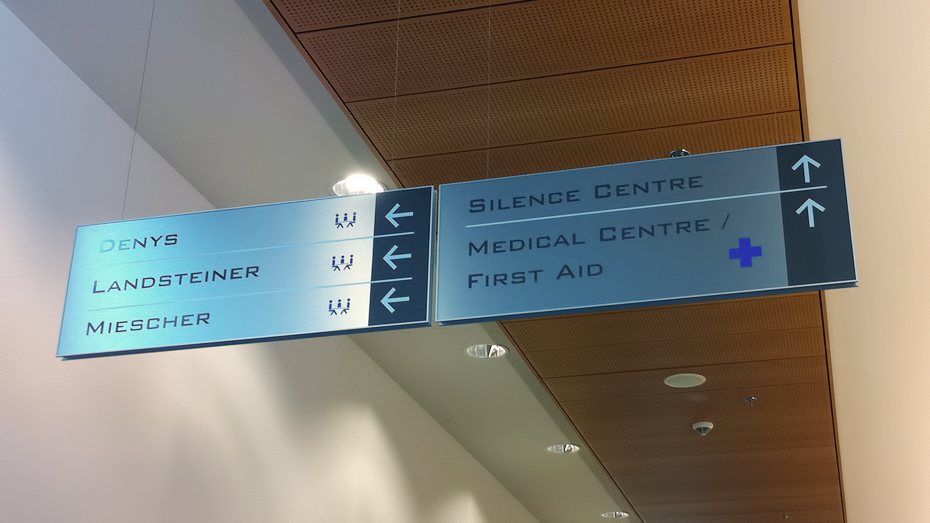 DENYS
LANDSTEINER
MIESCHER
SILENCE CENTRE
MEDICAL CENTRE /
FIRST AID